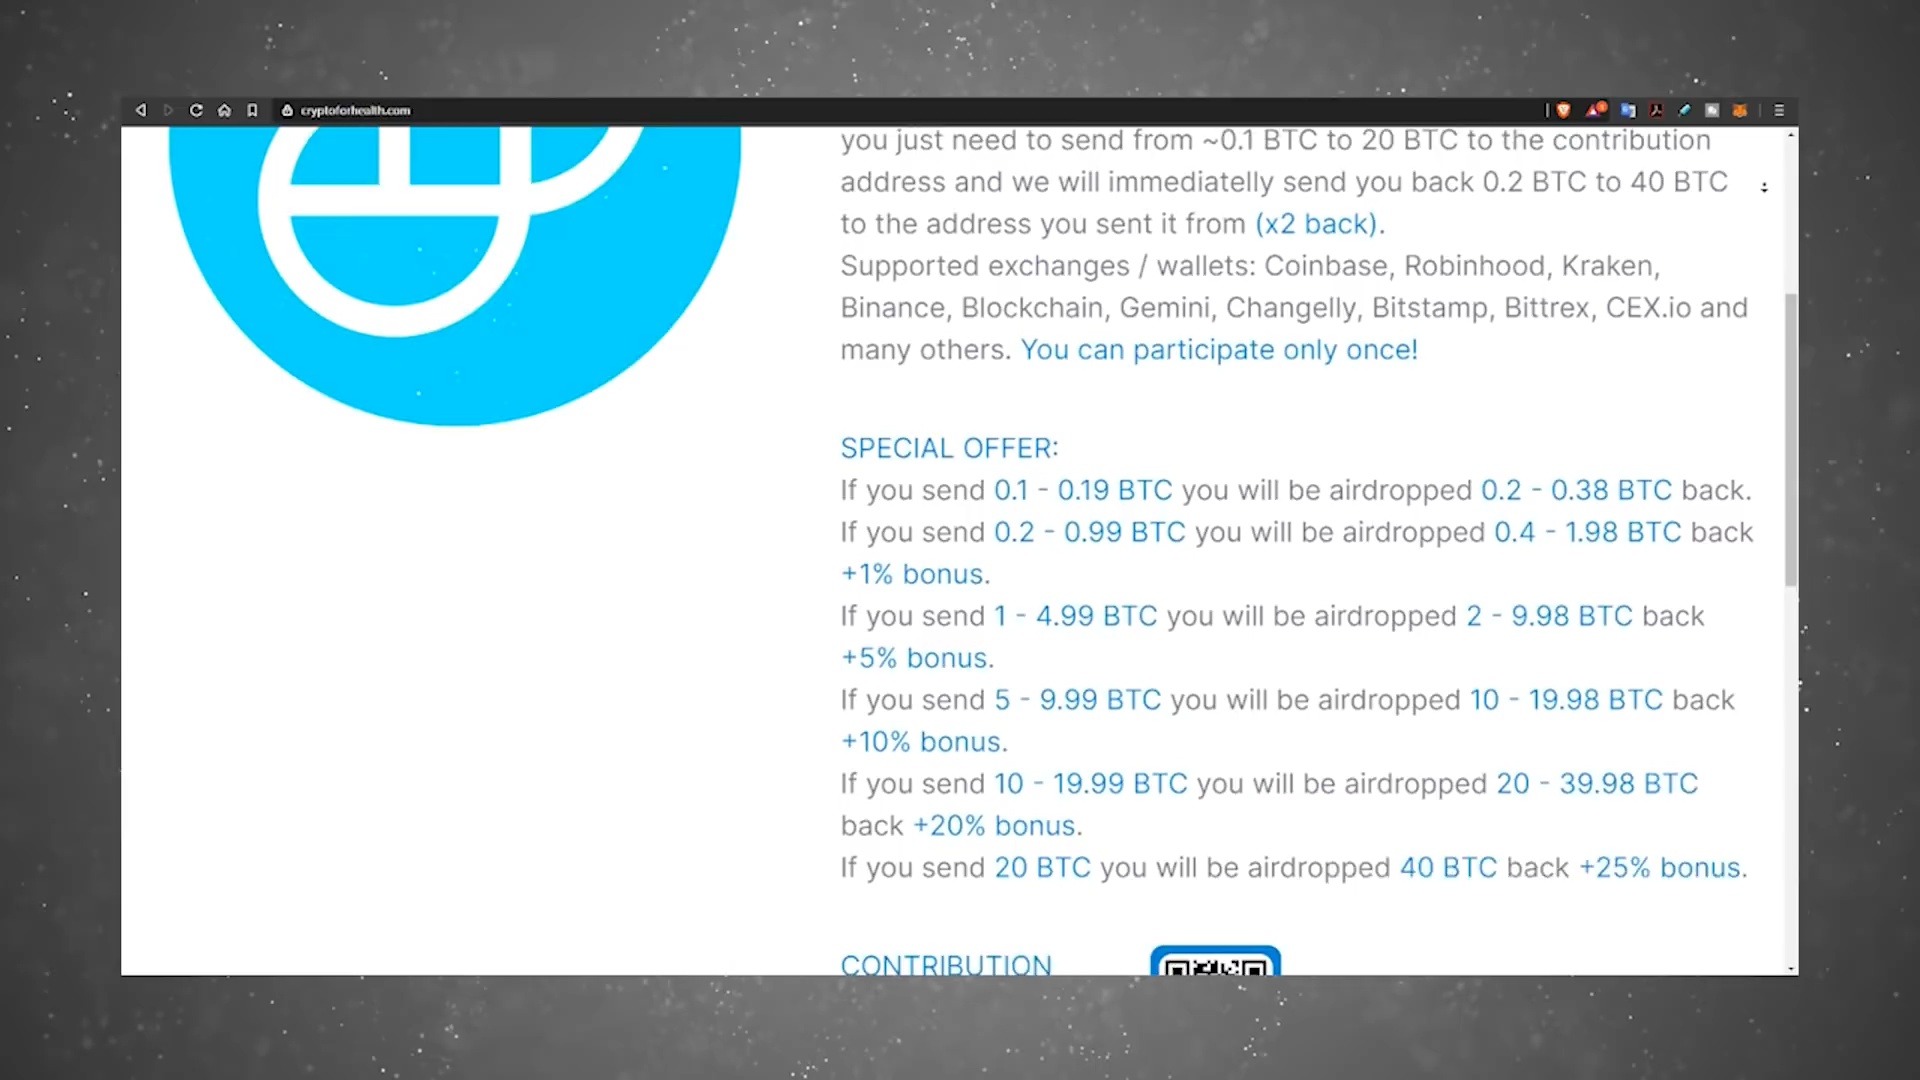 cryptoforhealth.com
you just need to send from ~0.1 BTC to 20 BTC to the contribution
address and we will immediatelly send you back 0.2 BTC to 40 BTC
to the address you sent it from (x2 back).
Supported exchanges / wallets: Coinbase, Robinhood, Kraken,
Binance, Blockchain, Gemini, Changelly, Bitstamp, Bittrex, CEX.io and
many others. You can participate only once!
SPECIAL OFFER:
If you send 0.1 - 0.19 BTC you will be airdropped 0.2 - 0.38 BTC back.
If you send 0.2 - 0.99 BTC you will be airdropped 0.4 - 1.98 BTC back
+1% bonus.
If you send 1 - 4.99 BTC you will be airdropped 2 - 9.98 BTC back
+5% bonus.
If you send 5 - 9.99 BTC you will be airdropped 10 - 19.98 BTC back
+10% bonus.
If you send 10 - 19.99 BTC you will be airdropped 20 - 39.98 BTC
back +20% bonus.
If you send 20 BTC you will be airdropped 40 BTC back +25% bonus.
CONTRIBUTION